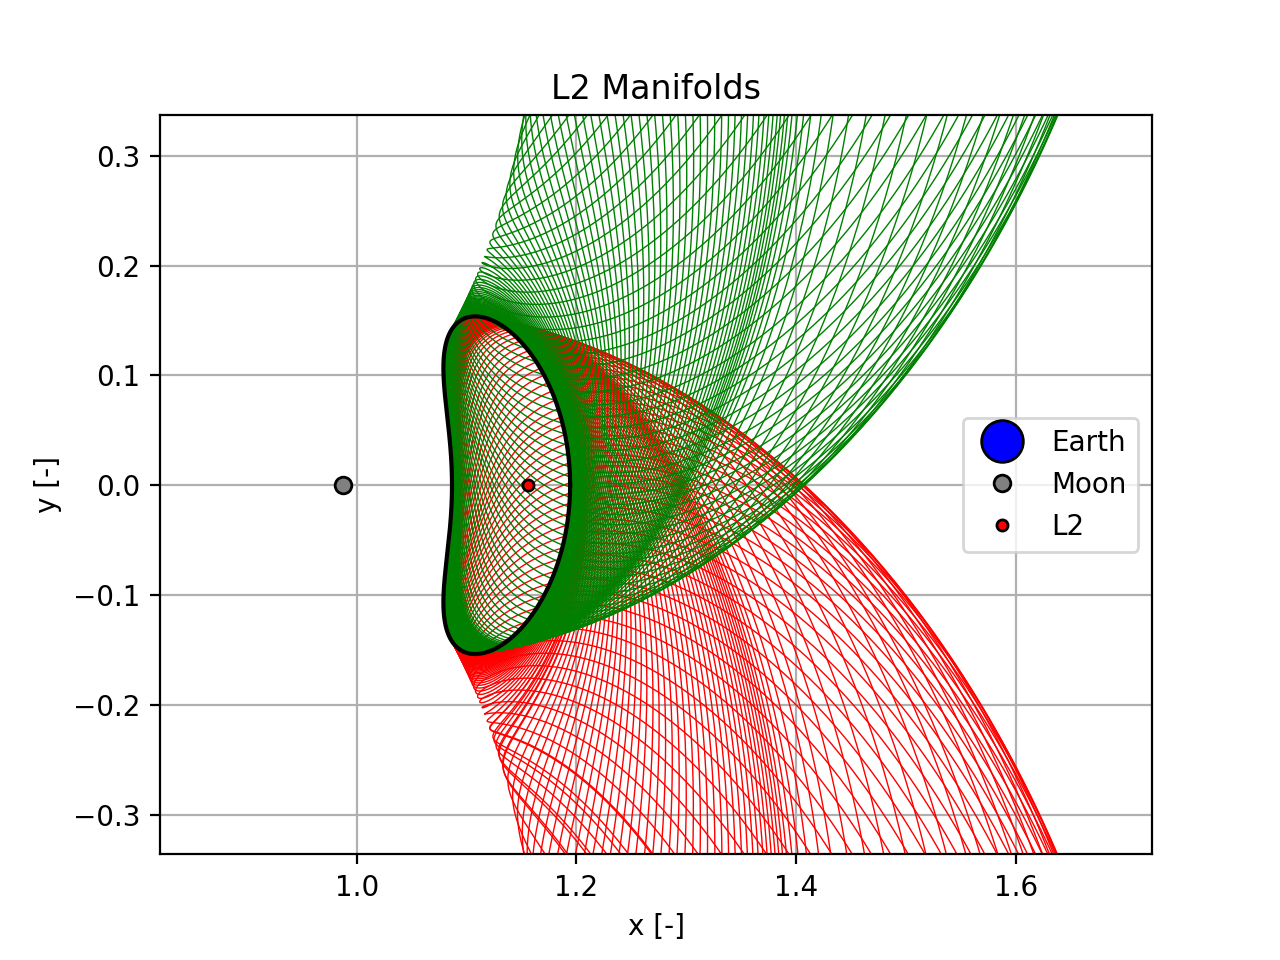 L2 Manifolds
0.3
0.2
0.1
0.0
−0.1
−0.2
−0.3
y [-]
Earth
Moon
L2
1.0 1.2 1.4 1.6
x [-]